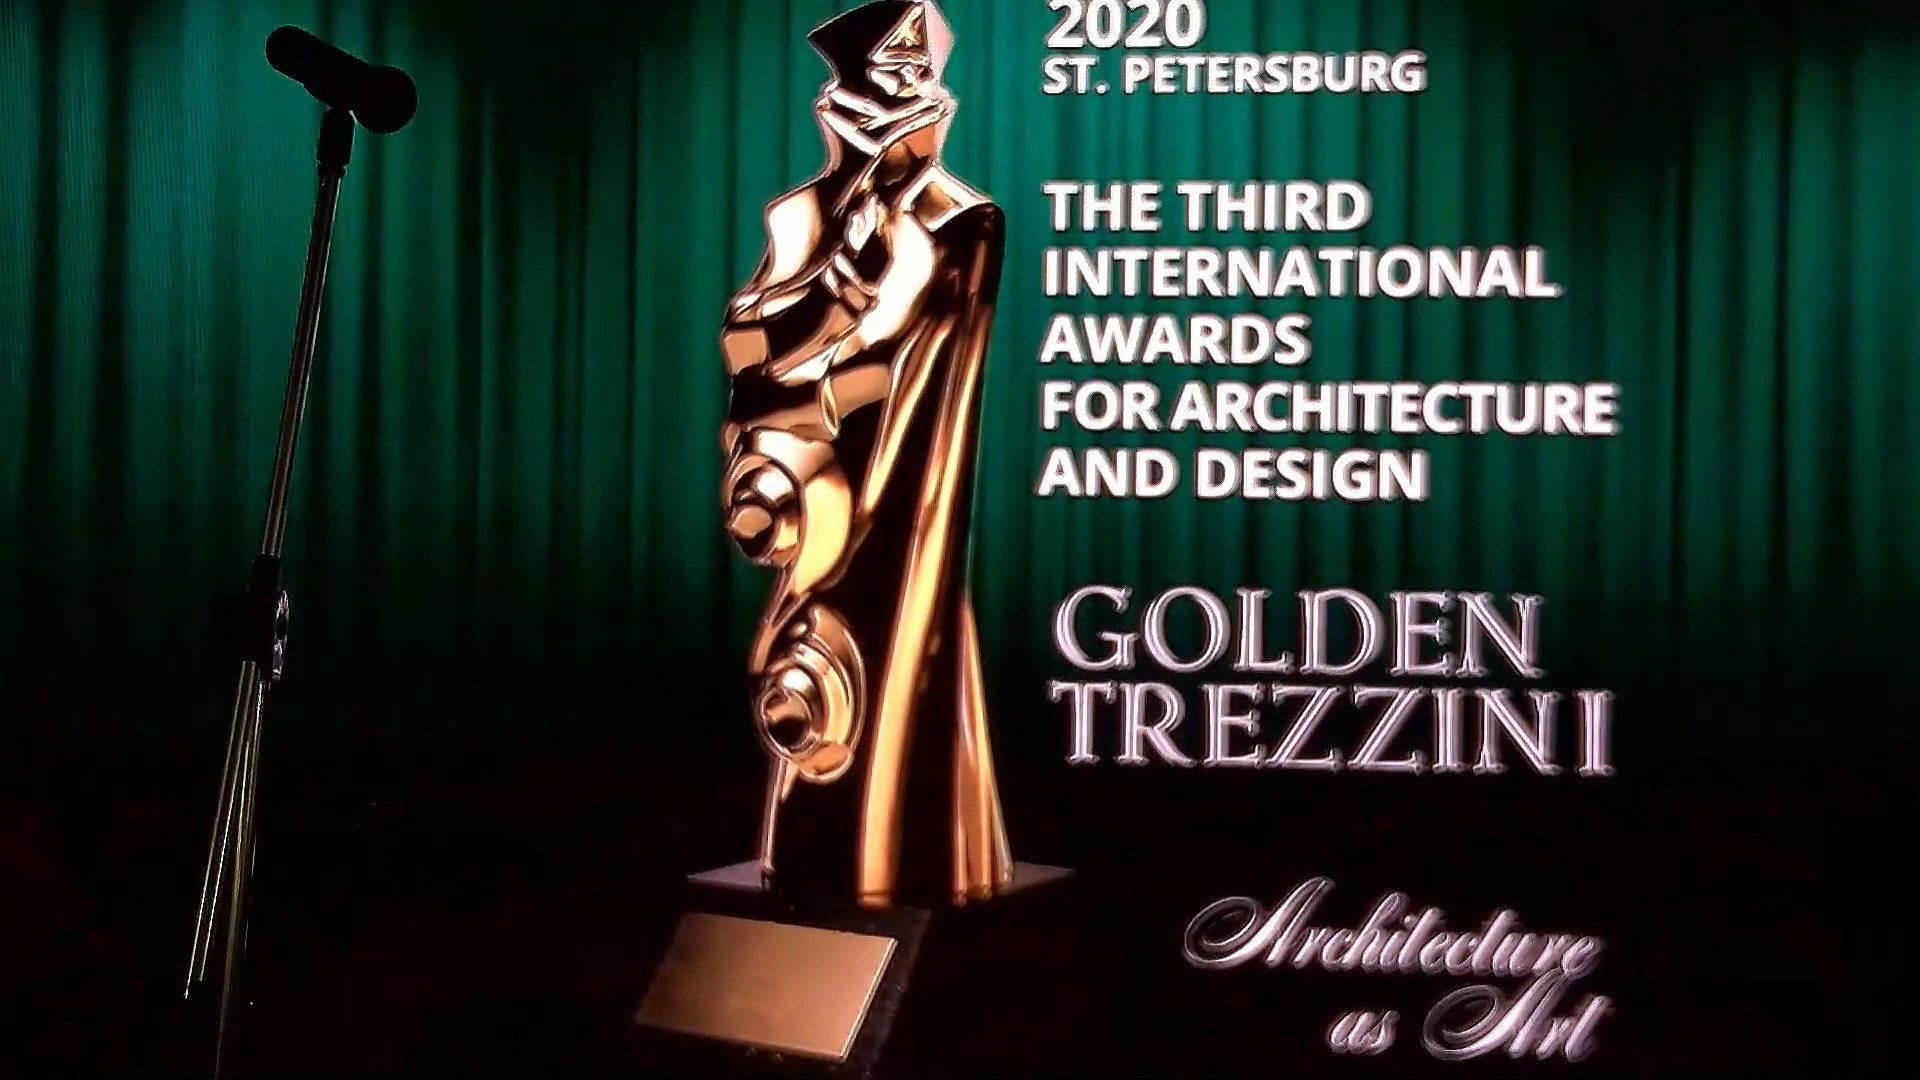 2020
ST. PETERSBURG
THE THIRD
INTERNATIONAL
AWARDS
FOR ARCHITECTURE
AND DESIGN
GOLDEN
TREZZINI
Architecture
as Art